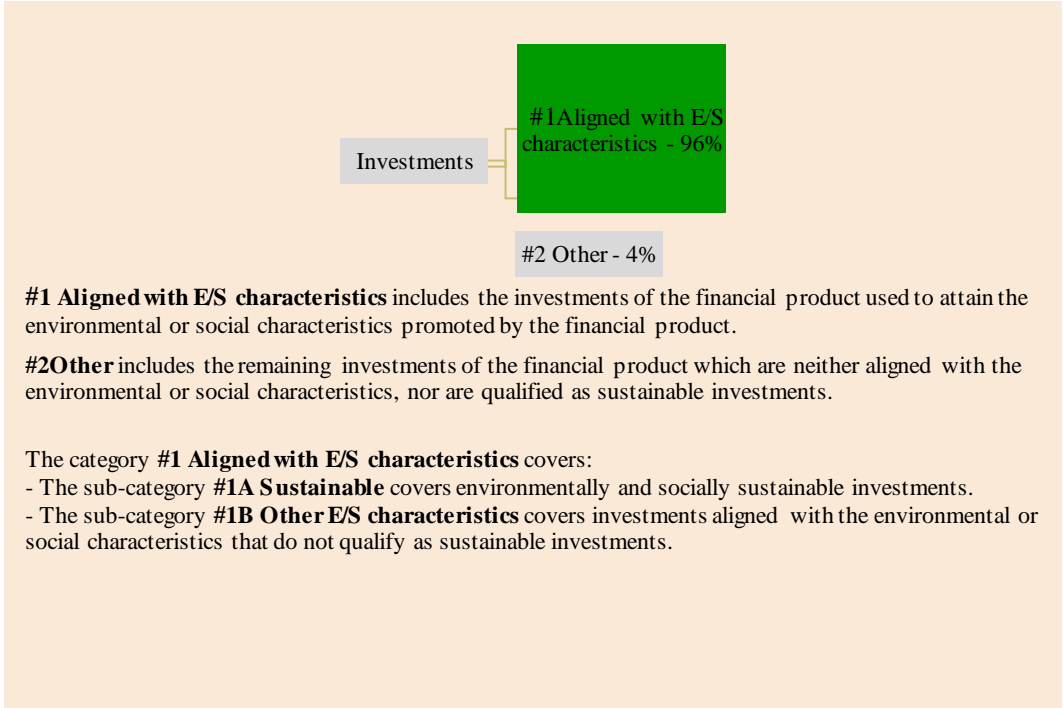 #1Aligned with E/S
characteristics - 96%
Investments
#2 Other - 4%
#1 Aligned with E/S characteristics includes the investments of the financial product used to attain the
environmental or social characteristics promoted by the financial product.
#2Other includes the remaining investments of the financial product which are neither aligned with the
environmental or social characteristics, nor are qualified as sustainable investments.
The category #1 Aligned with E/S characteristics covers:
- The sub-category #1A Sustainable covers environmentally and socially sustainable investments.
- The sub-category #1B Other E/S characteristics covers investments aligned with the environmental or
social characteristics that do not qualify as sustainable investments.